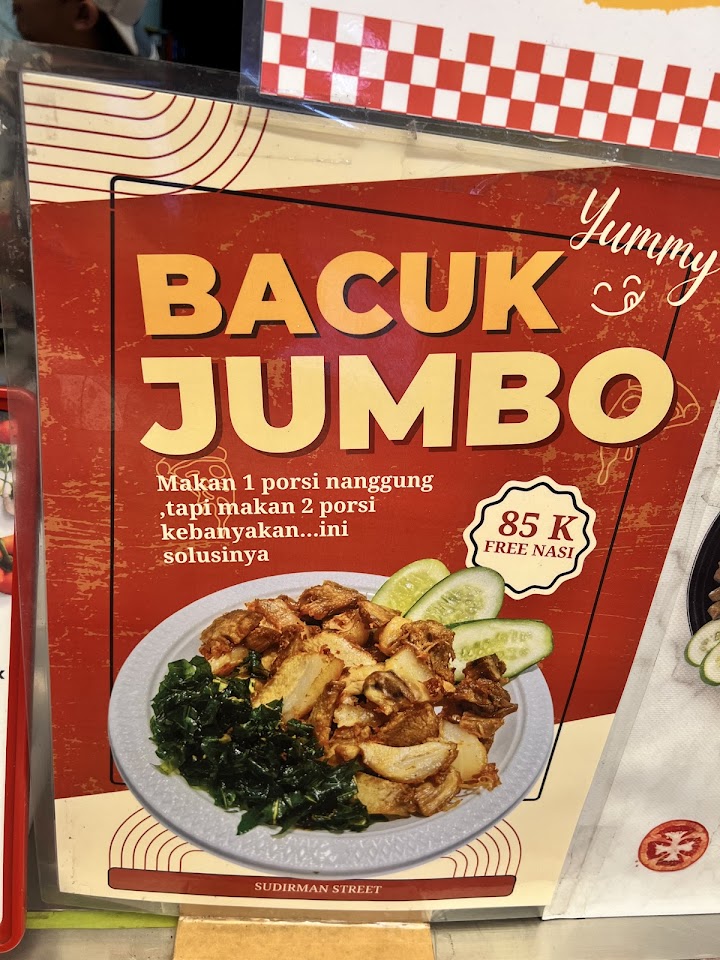 Yummy
BACUK
JUMBO
Makan 1 porsi nanggung
,tapi makan 2 porsi
kebanyakan...ini
solusinya
85 K
FREE NASI
SUDIRMAN STREET